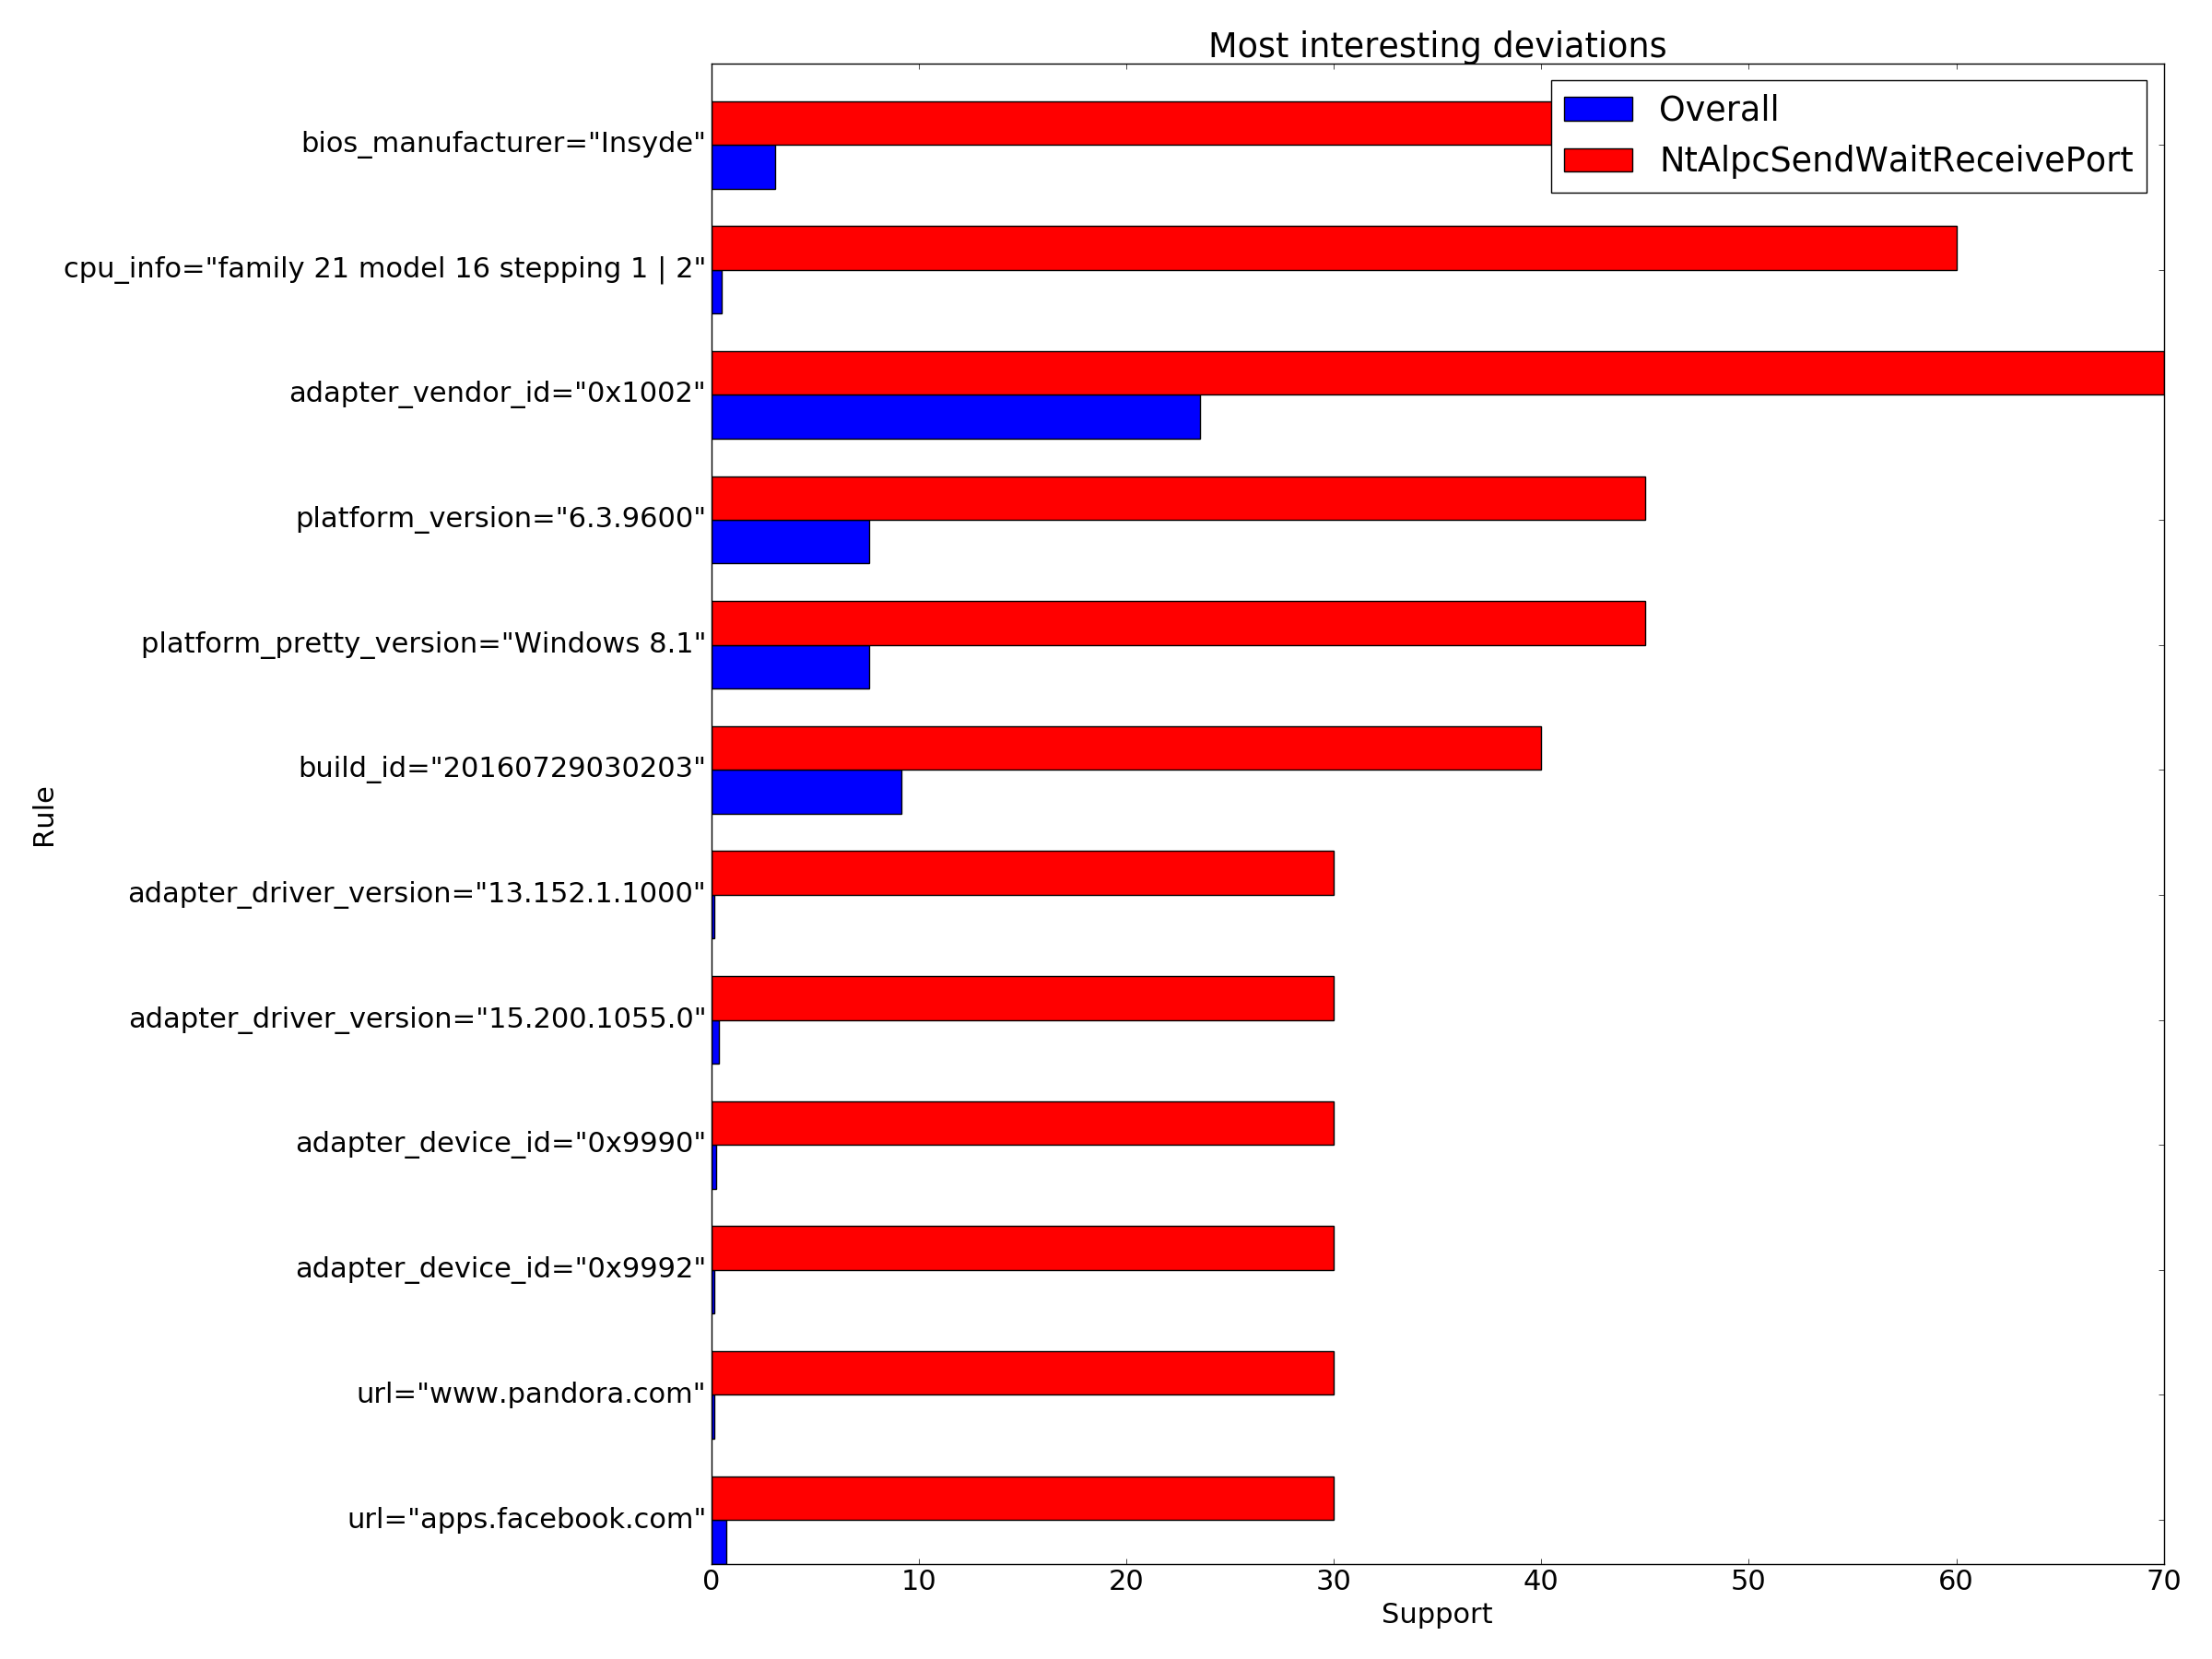 Most interesting deviations
Overall
NtAlpcSendWaitReceivePort
bios_manufacturer="Insyde"
cpu_info="family 21 model 16 stepping 1 | 2"
adapter_vendor_id="0x1002"
platform_version="6.3.9600"
platform_pretty_version="Windows 8.1"
build_id="20160729030203"
adapter_driver_version="13.152.1.1000"
adapter_driver_version="15.200.1055.0"
adapter_device_id="0x9990"
adapter_device_id="0x9992"
url="www.pandora.com"
url="apps.facebook.com"
Rule
0 10 20 30 40 50 60 70
Support